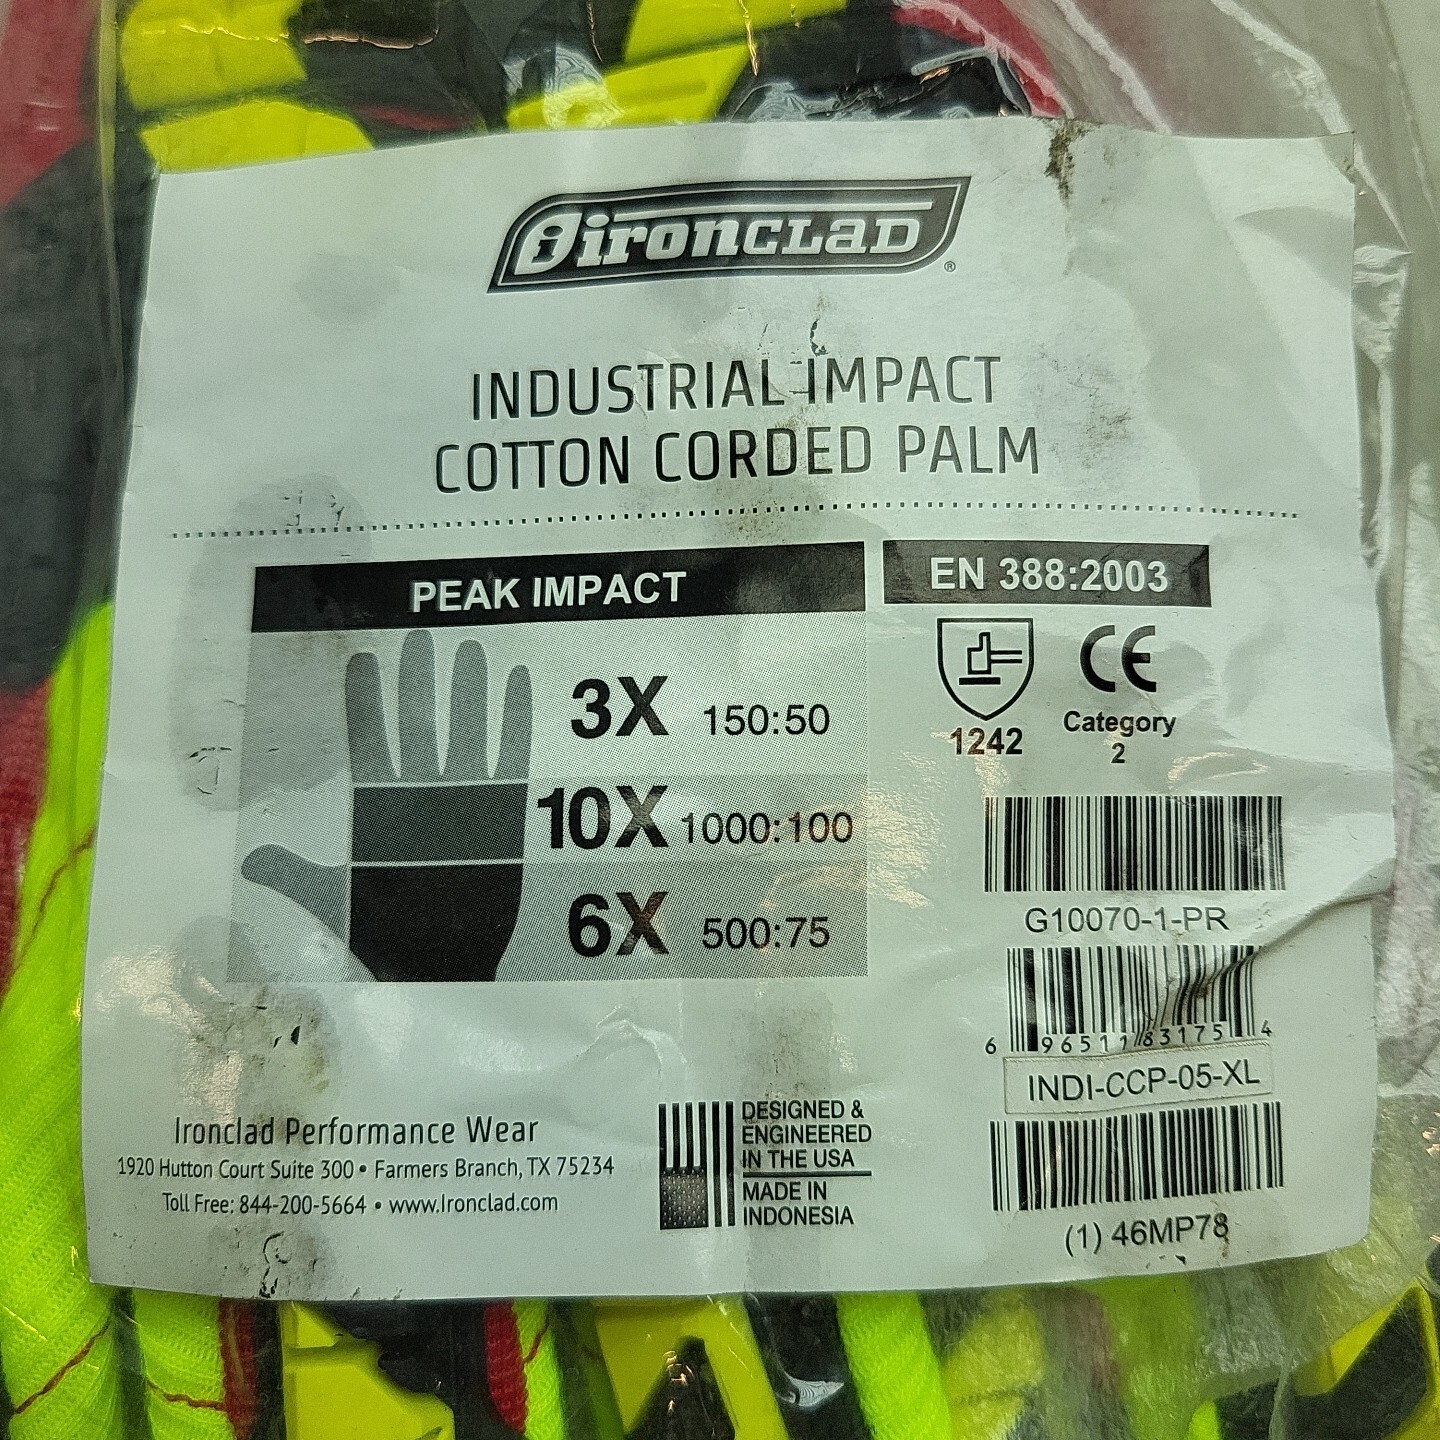 ironclad ®
INDUSTRIAL IMPACT
COTTON CORDED PALM
PEAK IMPACT
3X 150:50
10X 1000:100
6X 500:75
EN 388:2003
1242
CE
Category
2
G10070-1-PR
6 96511 83175 4
INDI-CCP-05-XL
(1) 46MP78
Ironclad Performance Wear
1920 Hutton Court Suite 300 • Farmers Branch, TX 75234
Toll Free: 844-200-5664 • www.Ironclad.com
DESIGNED &
ENGINEERED
IN THE USA
MADE IN
INDONESIA